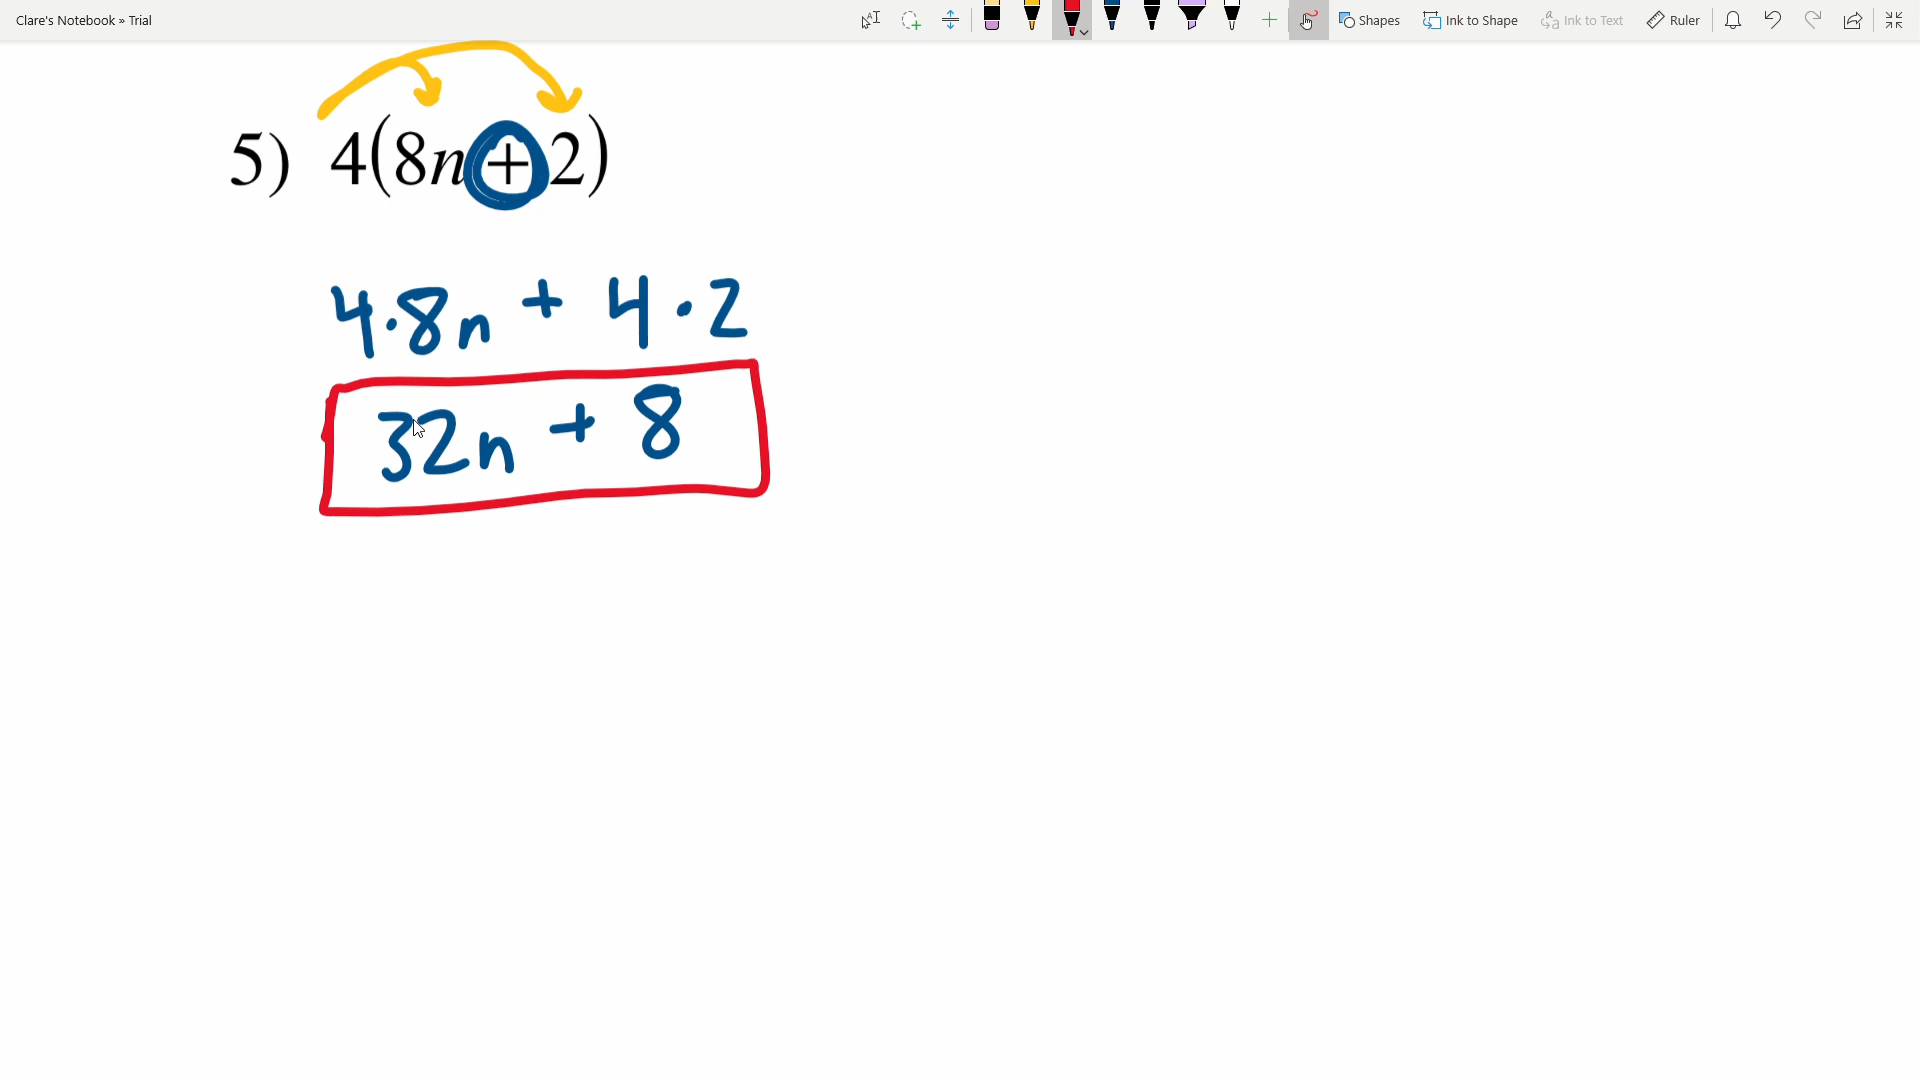 Clare's Notebook » Trial
Shapes Ink to Shape Ink to Text Ruler
5) 4(8n + 2)
4·8n + 4·2
32n + 8